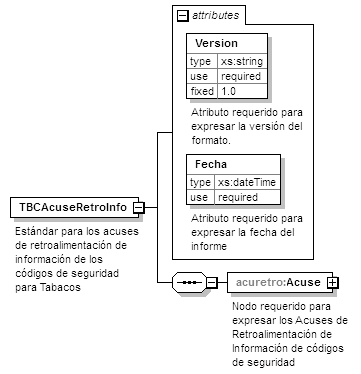 attributes
Version
type xs:string
use required
fixed 1.0
Atributo requerido para
expresar la versión del
formato.
Fecha
type xs:dateTime
use required
Atributo requerido para
expresar la fecha del
informe
TBCAcuseRetroInfo
Estándar para los acuses
de retroalimentación de
información de los
códigos de seguridad
para Tabacos
acuretro:Acuse
Nodo requerido para
expresar los Acuses de
Retroalimentación de
Información de códigos
de seguridad